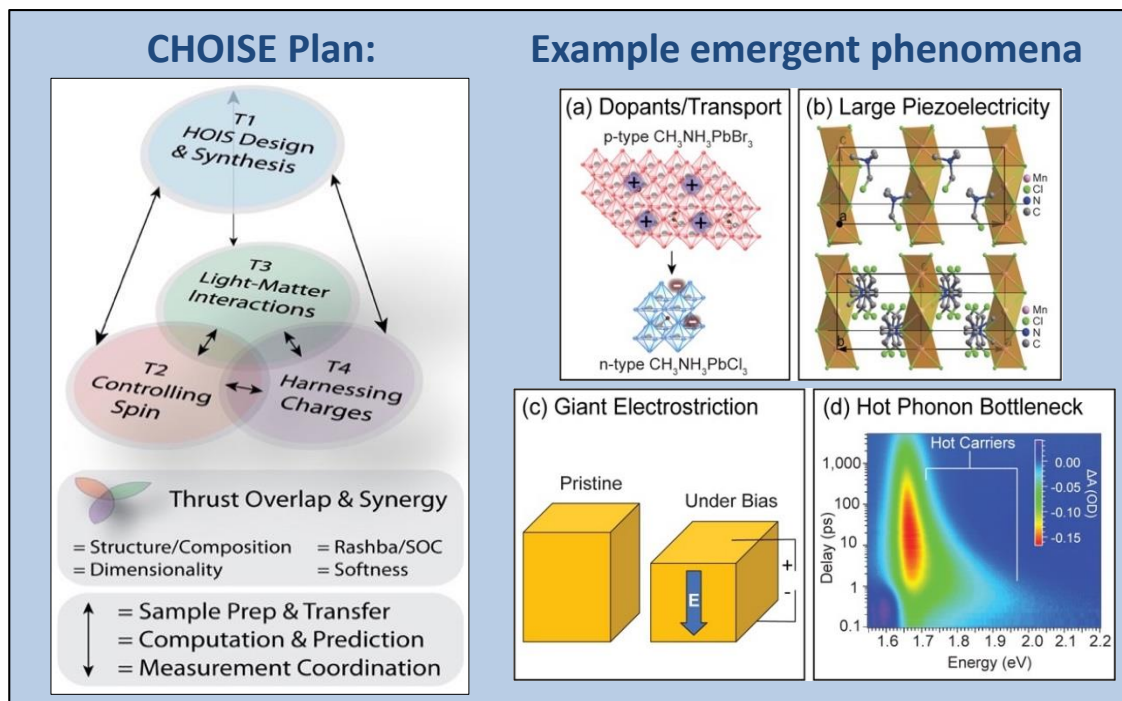 CHOISE Plan:
T1
HOIS Design
& Synthesis
T3
Light-Matter
Interactions
T2
Controlling
Spin
T4
Harnessing
Charges
Thrust Overlap & Synergy
= Structure/Composition = Rashba/SOC
= Dimensionality = Softness
= Sample Prep & Transfer
= Computation & Prediction
= Measurement Coordination
Example emergent phenomena
(a) Dopants/Transport
p-type CH₃NH₃PbBr₃
+ +
+ +
-
-
n-type CH₃NH₃PbCl₃
(b) Large Piezoelectricity
c
a
Mn
Cl
N
C
c
b
Mn
Cl
N
C
(c) Giant Electrostriction
Pristine
Under Bias
E
+
-
(d) Hot Phonon Bottleneck
Hot Carriers
0.00
-0.05
-0.10
-0.15
ΔA (OD)
Delay (ps)
1,000
100
10
1
0.1
1.6 1.7 1.8 1.9 2.0 2.1 2.2
Energy (eV)